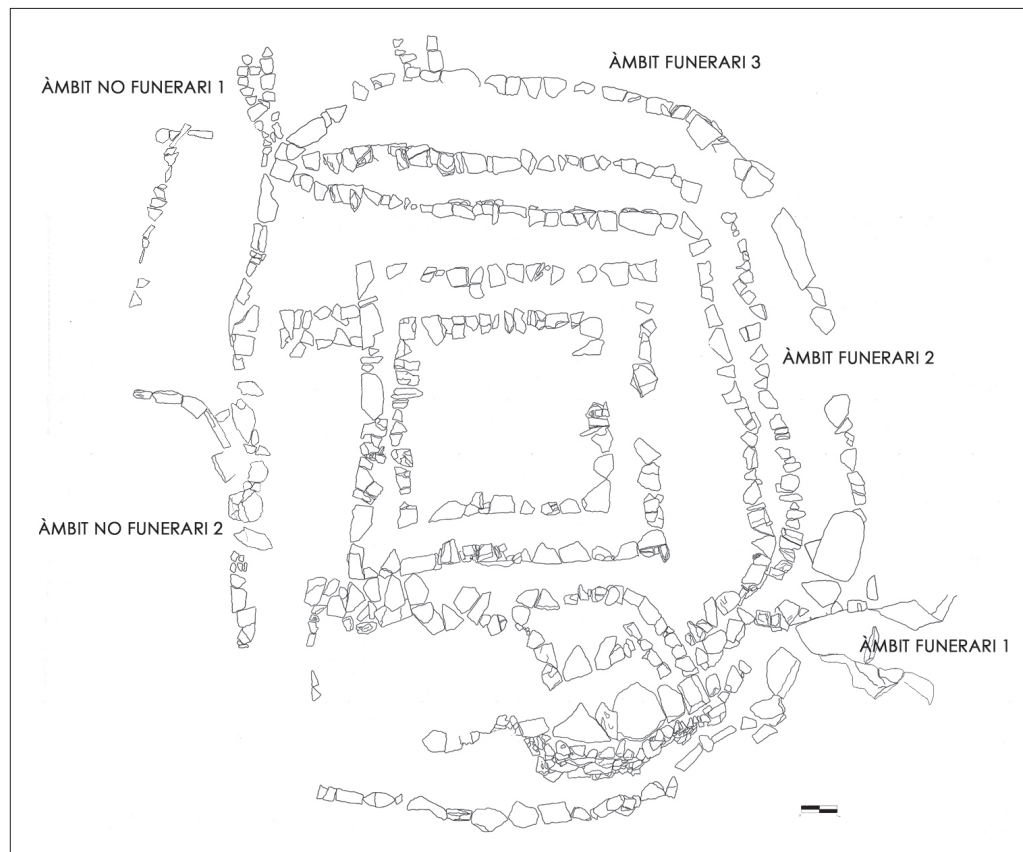 ÀMBIT FUNERARI 3
ÀMBIT NO FUNERARI 1
ÀMBIT FUNERARI 2
ÀMBIT NO FUNERARI 2
ÀMBIT FUNERARI 1